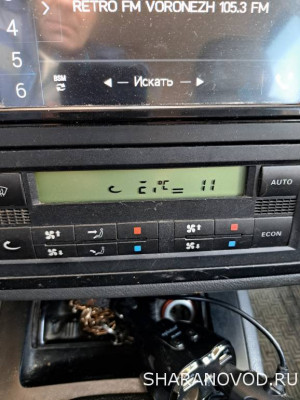 RETRO FM VORONEZH 105.3 FM
4
5
BSM
Искать
6
AUTO
ECON
SHARANOVOD.RU